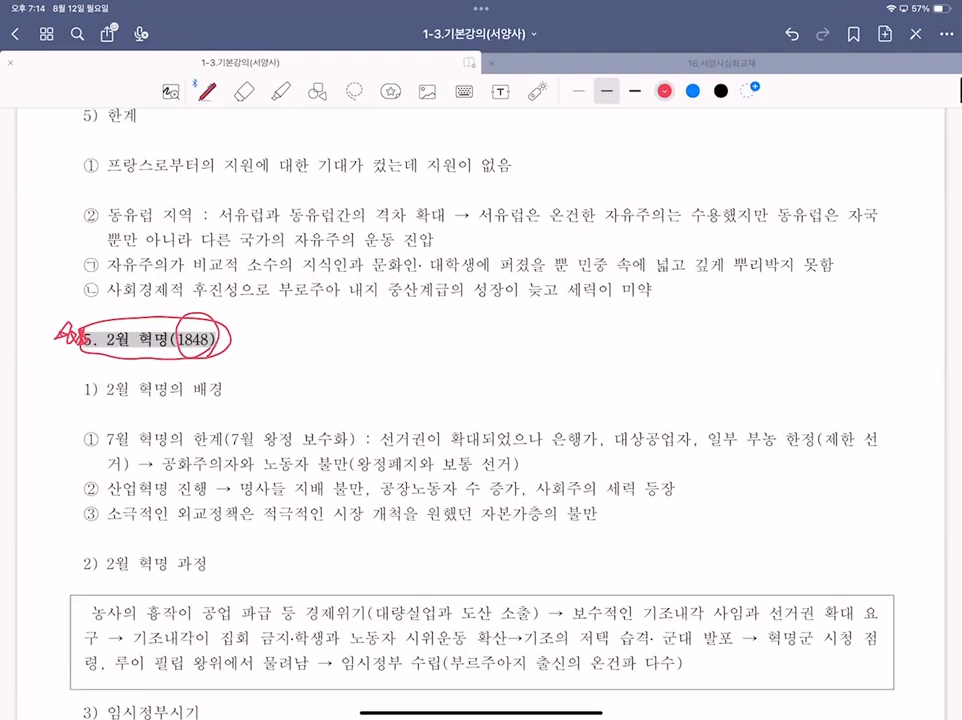 오후 7:14 8월 12일 월요일
57%
1-3.기본강의(서양사)
1-3.기본강의(서양사)
16.서양사심화교재
5) 한계
① 프랑스로부터의 지원에 대한 기대가 컸는데 지원이 없음
② 동유럽 지역 : 서유럽과 동유럽간의 격차 확대 → 서유럽은 온건한 자유주의는 수용했지만 동유럽은 자국
뿐만 아니라 다른 국가의 자유주의 운동 진압
㉠ 자유주의가 비교적 소수의 지식인과 문화인· 대학생에 퍼졌을 뿐 민중 속에 넓고 깊게 뿌리박지 못함
㉡ 사회경제적 후진성으로 부로주아 내지 중산계급의 성장이 늦고 세력이 미약
5. 2월 혁명(1848)
1) 2월 혁명의 배경
① 7월 혁명의 한계(7월 왕정 보수화) : 선거권이 확대되었으나 은행가, 대상공업자, 일부 부농 한정(제한 선
거) → 공화주의자와 노동자 불만(왕정폐지와 보통 선거)
② 산업혁명 진행 → 명사들 지배 불만, 공장노동자 수 증가, 사회주의 세력 등장
③ 소극적인 외교정책은 적극적인 시장 개척을 원했던 자본가층의 불만
2) 2월 혁명 과정
농사의 흉작이 공업 파급 등 경제위기(대량실업과 도산 소출) → 보수적인 기조내각 사임과 선거권 확대 요
구 → 기조내각이 집회 금지·학생과 노동자 시위운동 확산→기조의 저택 습격· 군대 발포 → 혁명군 시청 점
령, 루이 필립 왕위에서 물러남 → 임시정부 수립(부르주아지 출신의 온건파 다수)
3) 임시정부시기